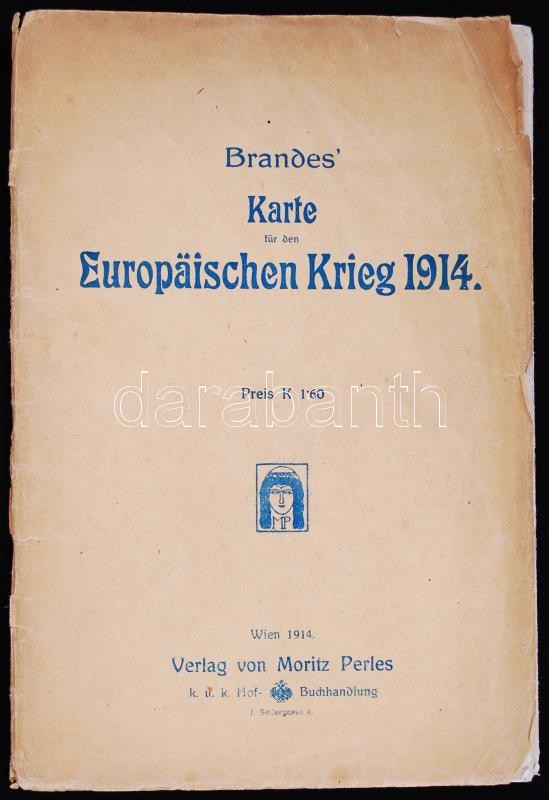 Brandes'
Karte
für den
Europäischen Krieg 1914.
Preis K 1·60
darabanth
MP
Wien 1914.
Verlag von Moritz Perles
k. u. k. Hof- Buchhandlung
I. Seilergasse 4.